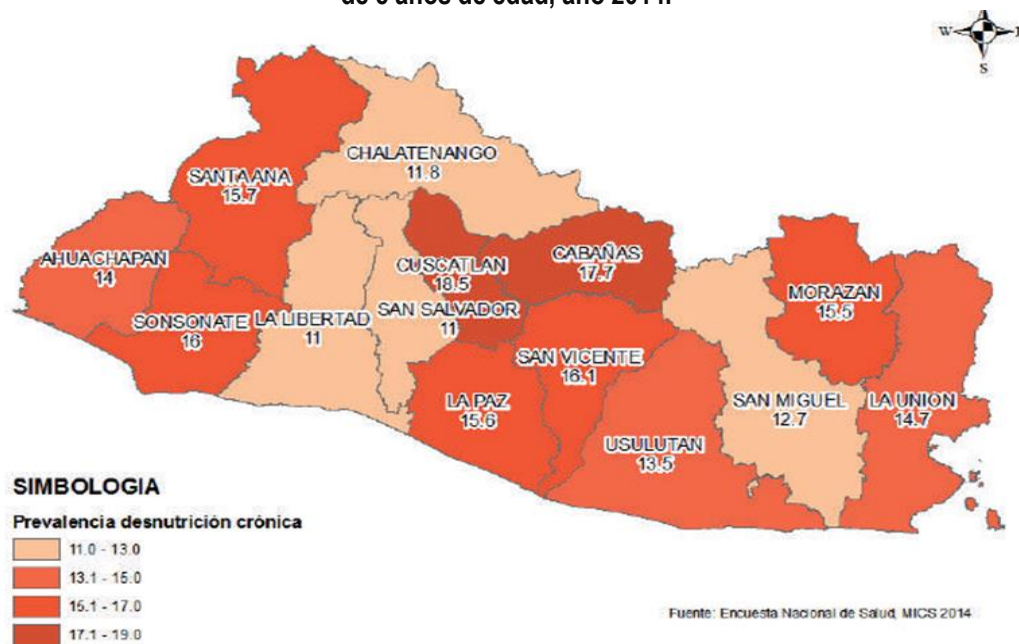 de 5 años de edad, año 2014.
W
S
CHALATENANGO
11.8
SANTA ANA
15.7
AHUACHAPAN
14
CUSCATLAN
18.5
CABAÑAS
17.7
MORAZAN
15.5
SONSONATE
16
LA LIBERTAD
11
SAN SALVADOR
11
SAN VICENTE
16.1
LA PAZ
15.6
SAN MIGUEL
12.7
LA UNION
14.7
USULUTAN
13.5
SIMBOLOGIA
Prevalencia desnutrición crónica
11.0 - 13.0
13.1 - 15.0
15.1 - 17.0
17.1 - 19.0
Fuente: Encuesta Nacional de Salud, MICS 2014